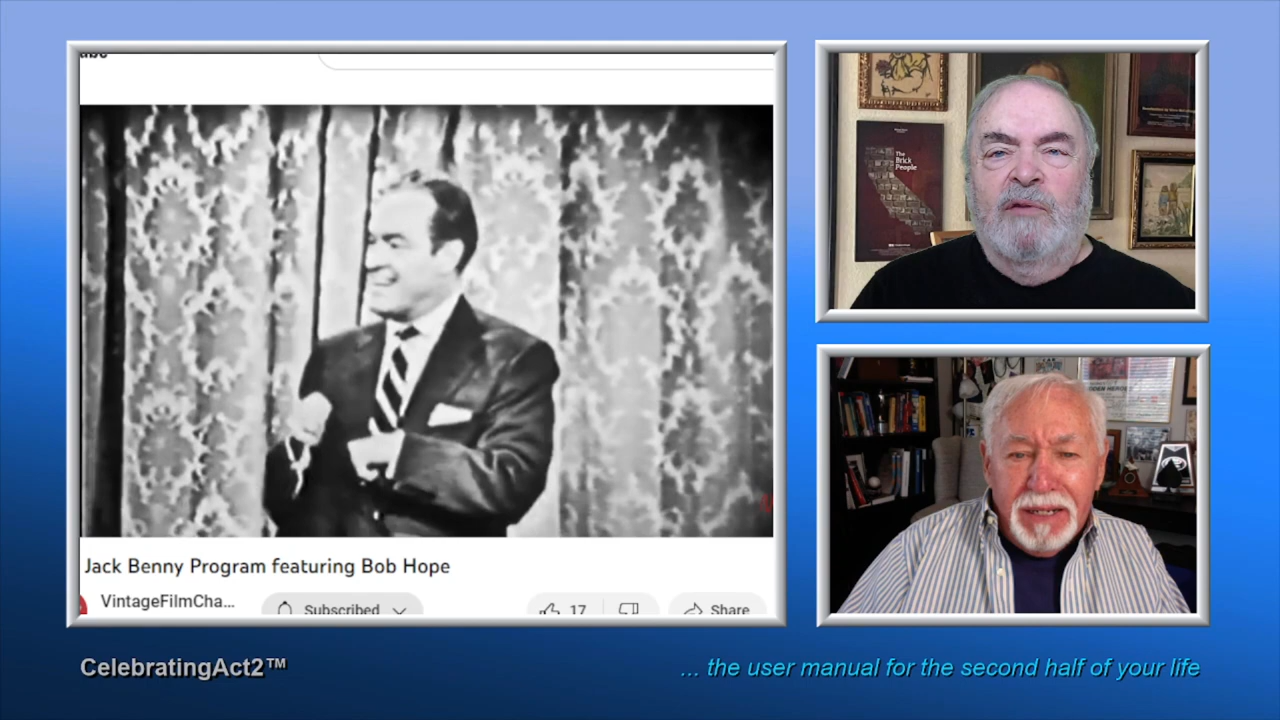 Jack Benny Program featuring Bob Hope
VintageFilmCha...
Subscribed
17
Share
The
Brick
People
CelebratingAct2™
... the user manual for the second half of your life